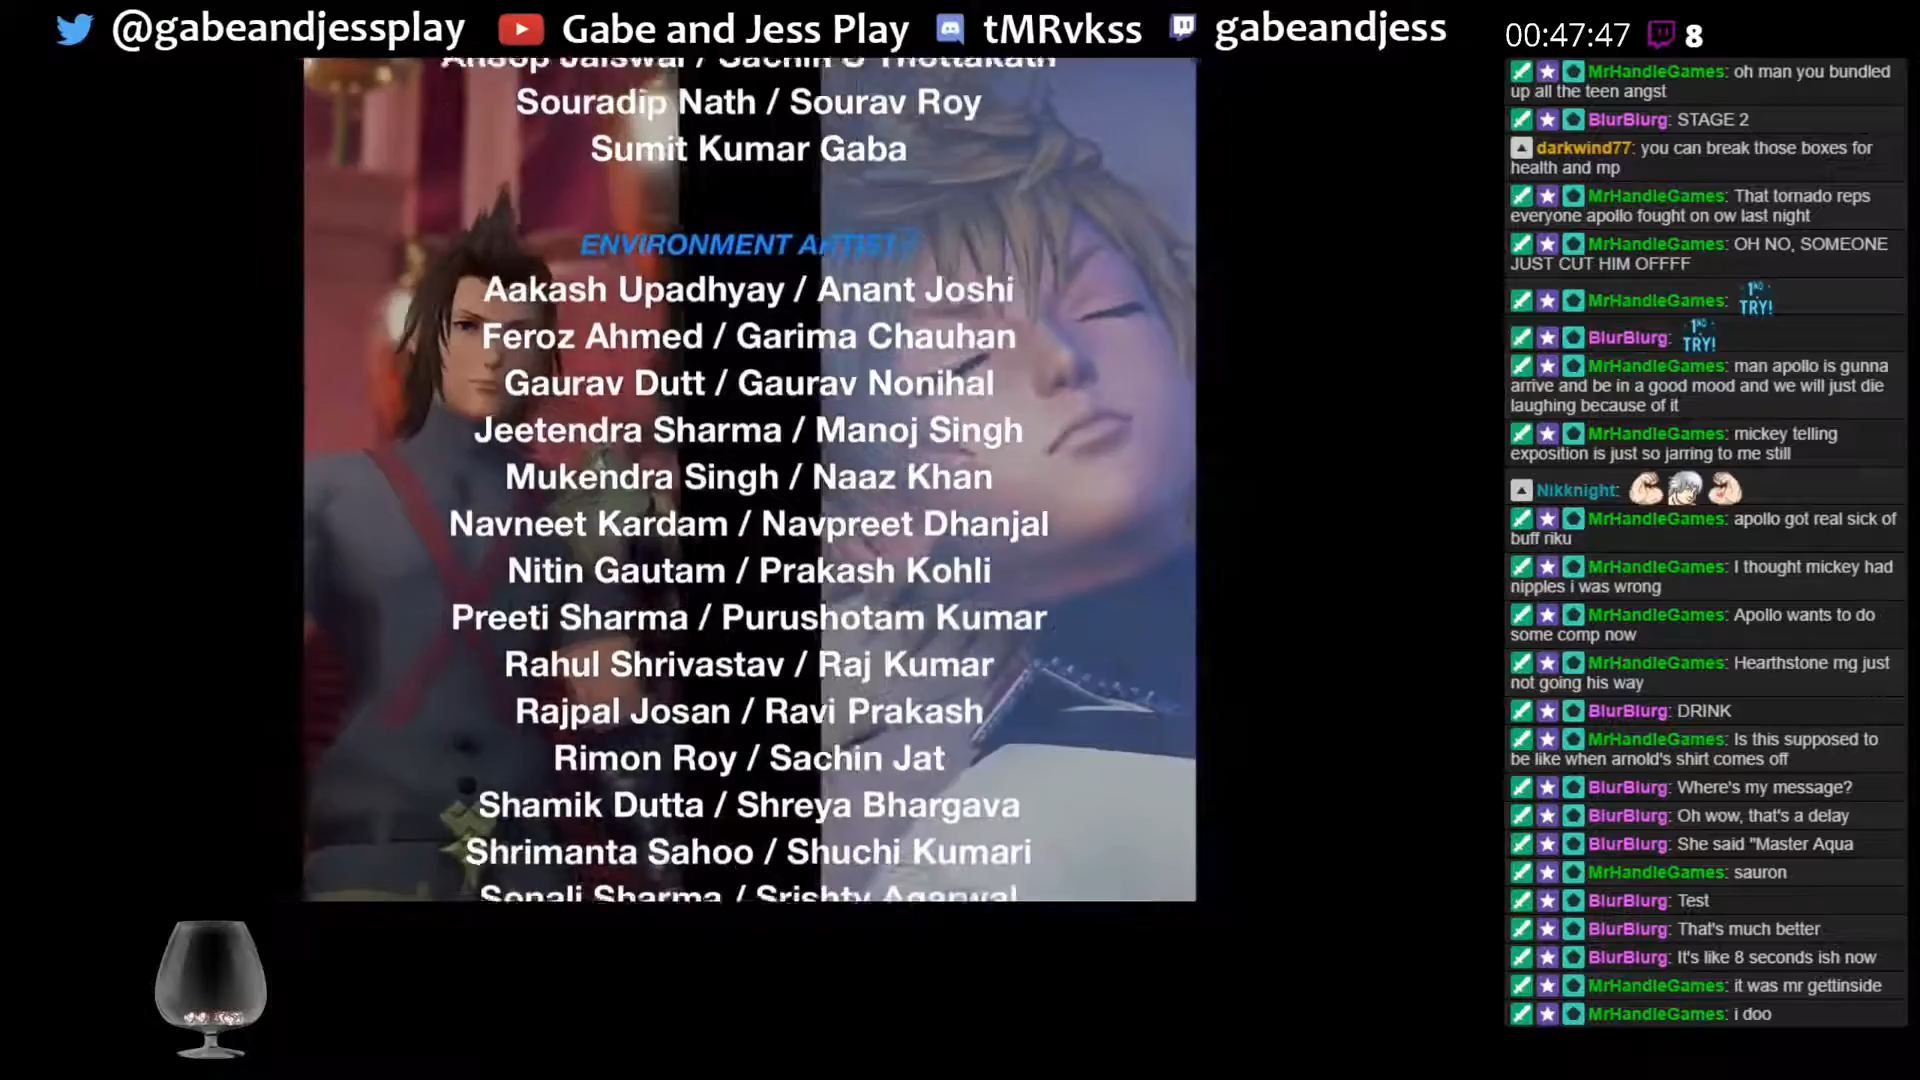 @gabeandjessplay Gabe and Jess Play tMRvkss gabeandjess
00:47:47 8
Souradip Nath / Sourav Roy
Sumit Kumar Gaba
ENVIRONMENT ARTIST
Aakash Upadhyay / Anant Joshi
Feroz Ahmed / Garima Chauhan
Gaurav Dutt / Gaurav Nonihal
Jeetendra Sharma / Manoj Singh
Mukendra Singh / Naaz Khan
Navneet Kardam / Navpreet Dhanjal
Nitin Gautam / Prakash Kohli
Preeti Sharma / Purushotam Kumar
Rahul Shrivastav / Raj Kumar
Rajpal Josan / Ravi Prakash
Rimon Roy / Sachin Jat
Shamik Dutta / Shreya Bhargava
Shrimanta Sahoo / Shuchi Kumari
Sonali Sharma / Srishty Agarwal
MrHandleGames: oh man you bundled
up all the teen angst
BlurBlurg: STAGE 2
darkwind77: you can break those boxes for
health and mp
MrHandleGames: That tornado reps
everyone apollo fought on ow last night
MrHandleGames: OH NO, SOMEONE
JUST CUT HIM OFFFF
MrHandleGames: 1ND TRY!
BlurBlurg: 1ND TRY!
MrHandleGames: man apollo is gunna
arrive and be in a good mood and we will just die
laughing because of it
MrHandleGames: mickey telling
exposition is just so jarring to me still
Nikknight:
MrHandleGames: apollo got real sick of
buff riku
MrHandleGames: I thought mickey had
nipples i was wrong
MrHandleGames: Apollo wants to do
some comp now
MrHandleGames: Hearthstone rng just
not going his way
BlurBlurg: DRINK
MrHandleGames: Is this supposed to
be like when arnold's shirt comes off
BlurBlurg: Where's my message?
BlurBlurg: Oh wow, that's a delay
BlurBlurg: She said "Master Aqua
MrHandleGames: sauron
BlurBlurg: Test
BlurBlurg: That's much better
BlurBlurg: It's like 8 seconds ish now
MrHandleGames: it was mr gettinside
MrHandleGames: i doo